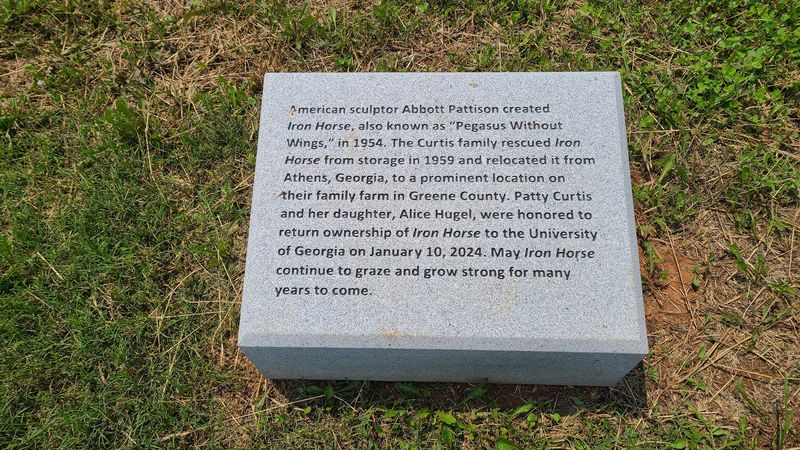 American sculptor Abbott Pattison created
Iron Horse, also known as “Pegasus Without
Wings,” in 1954. The Curtis family rescued Iron
Horse from storage in 1959 and relocated it from
Athens, Georgia, to a prominent location on
their family farm in Greene County. Patty Curtis
and her daughter, Alice Hugel, were honored to
return ownership of Iron Horse to the University
of Georgia on January 10, 2024. May Iron Horse
continue to graze and grow strong for many
years to come.